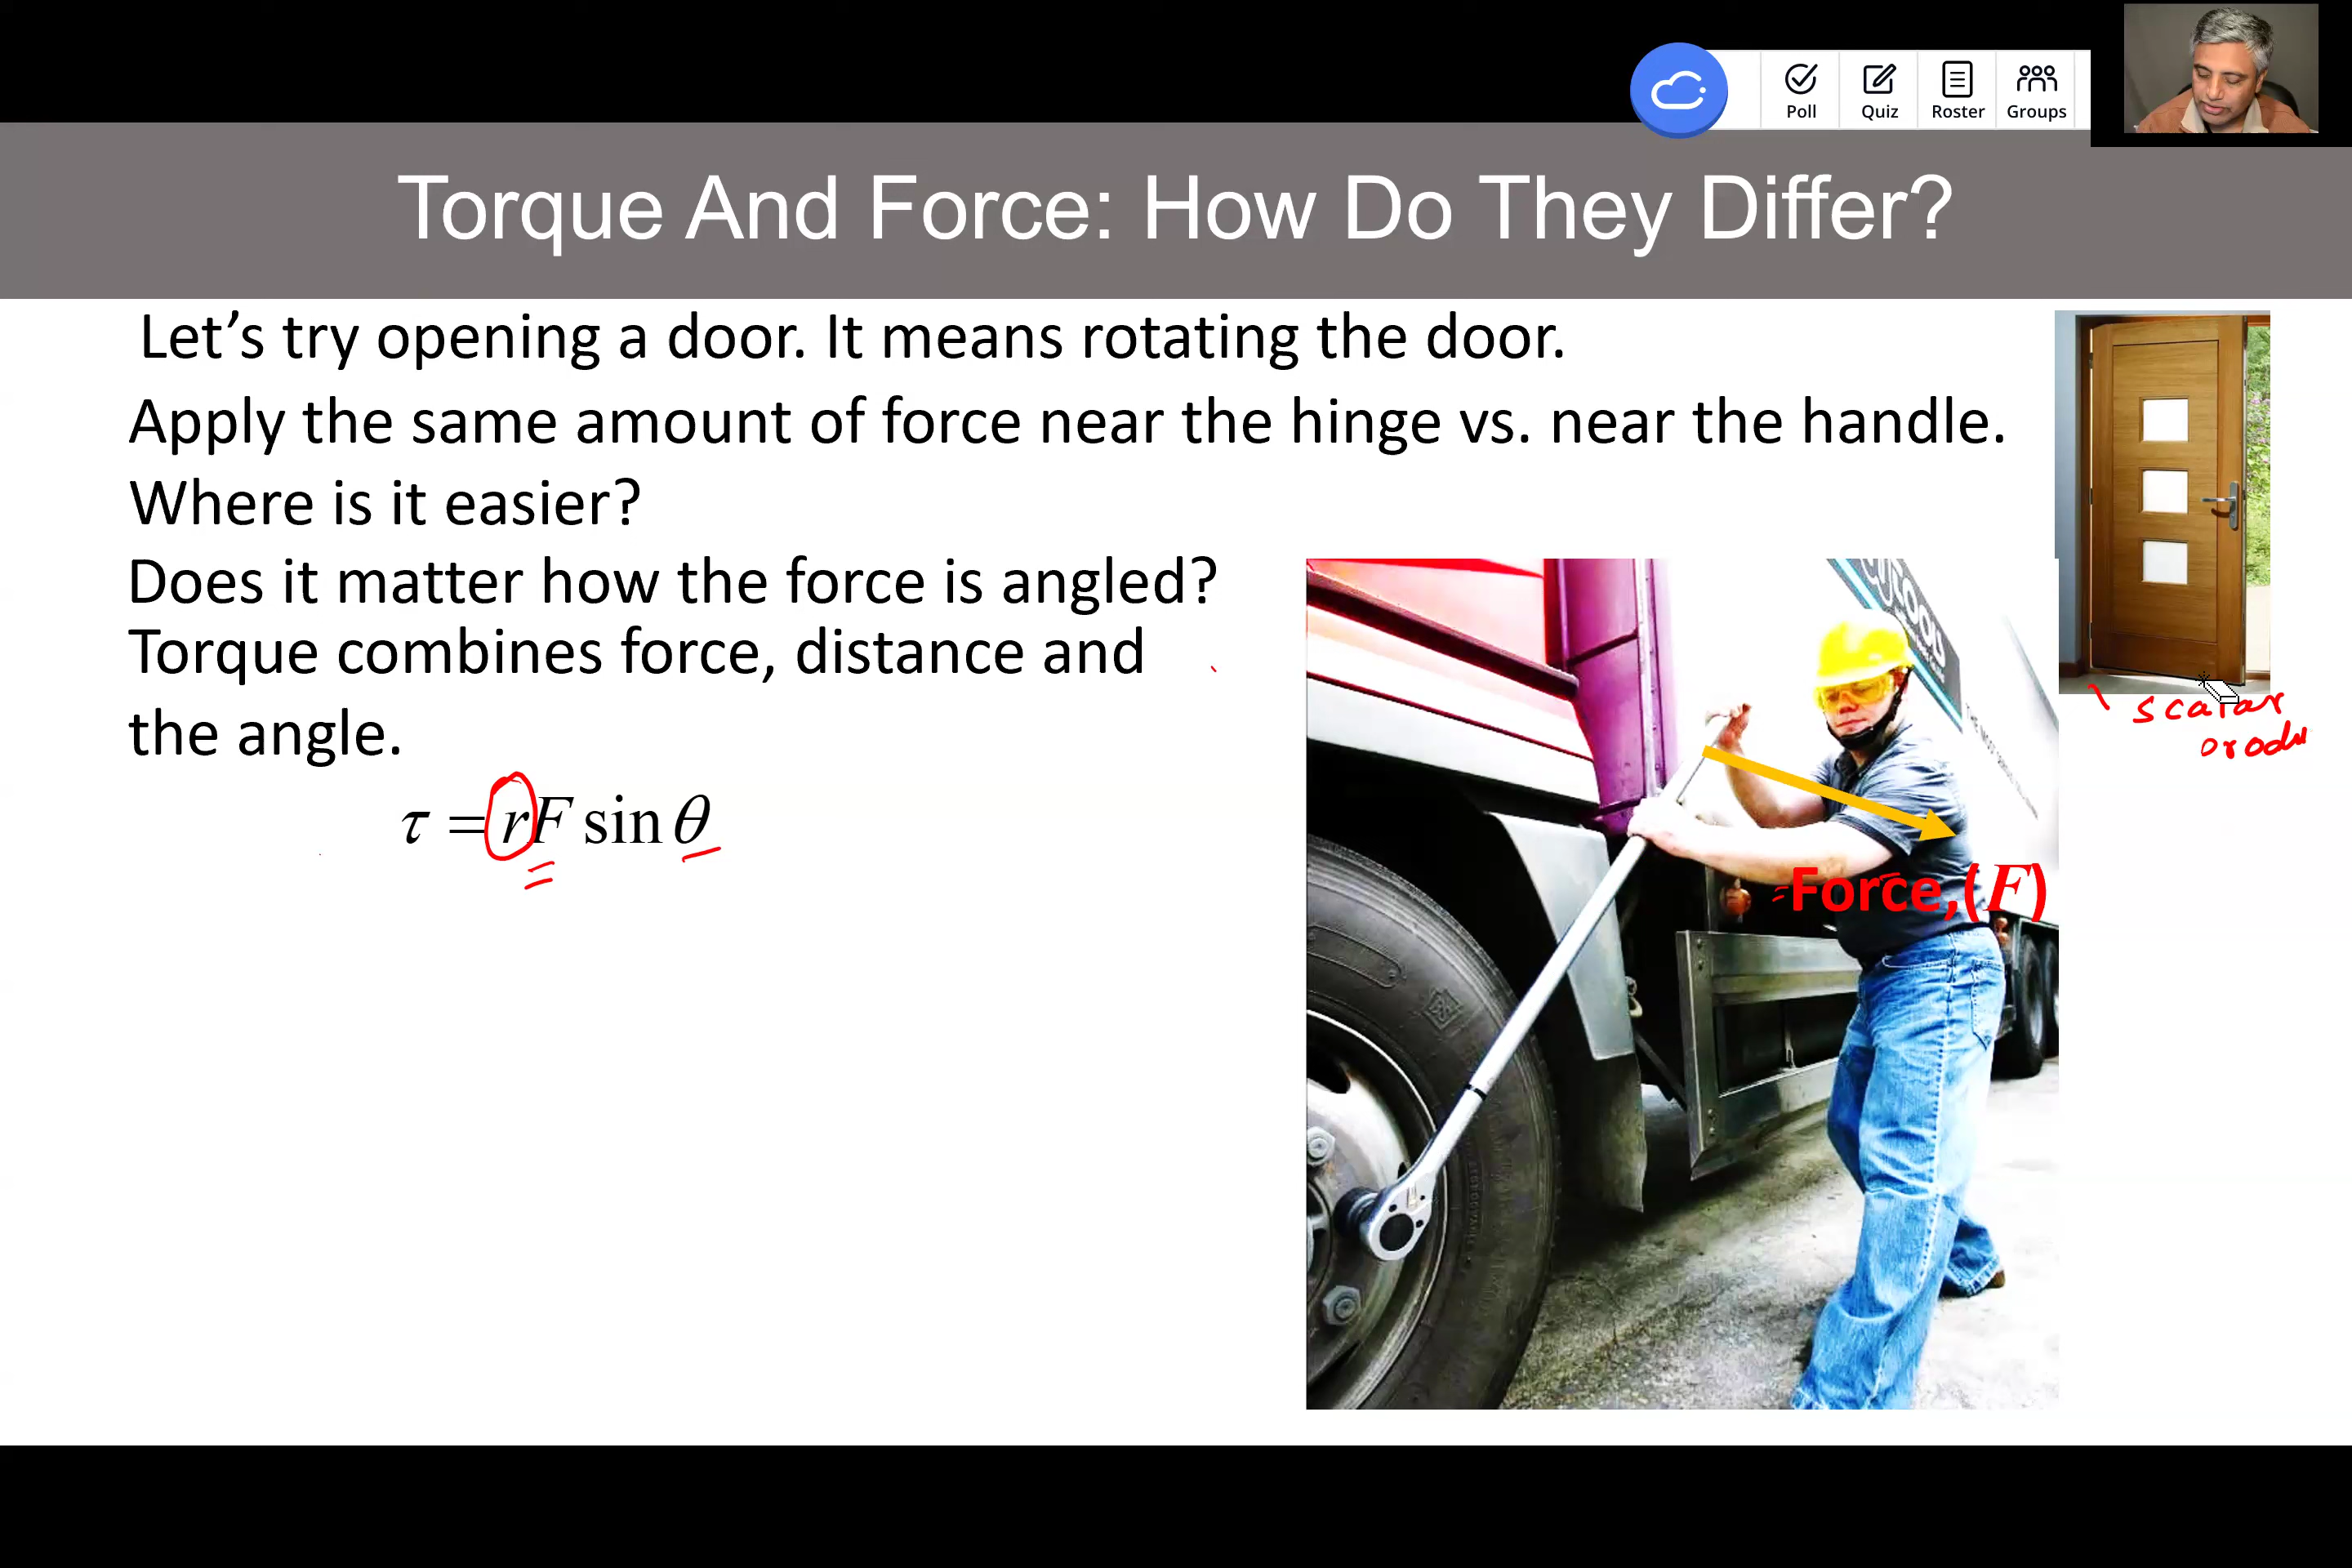 Poll Quiz Roster Groups
Torque And Force: How Do They Differ?
Let’s try opening a door. It means rotating the door.
Apply the same amount of force near the hinge vs. near the handle.
Where is it easier?
Does it matter how the force is angled?
Torque combines force, distance and
the angle.
τ = rF sin θ
Force,(F)
scalar